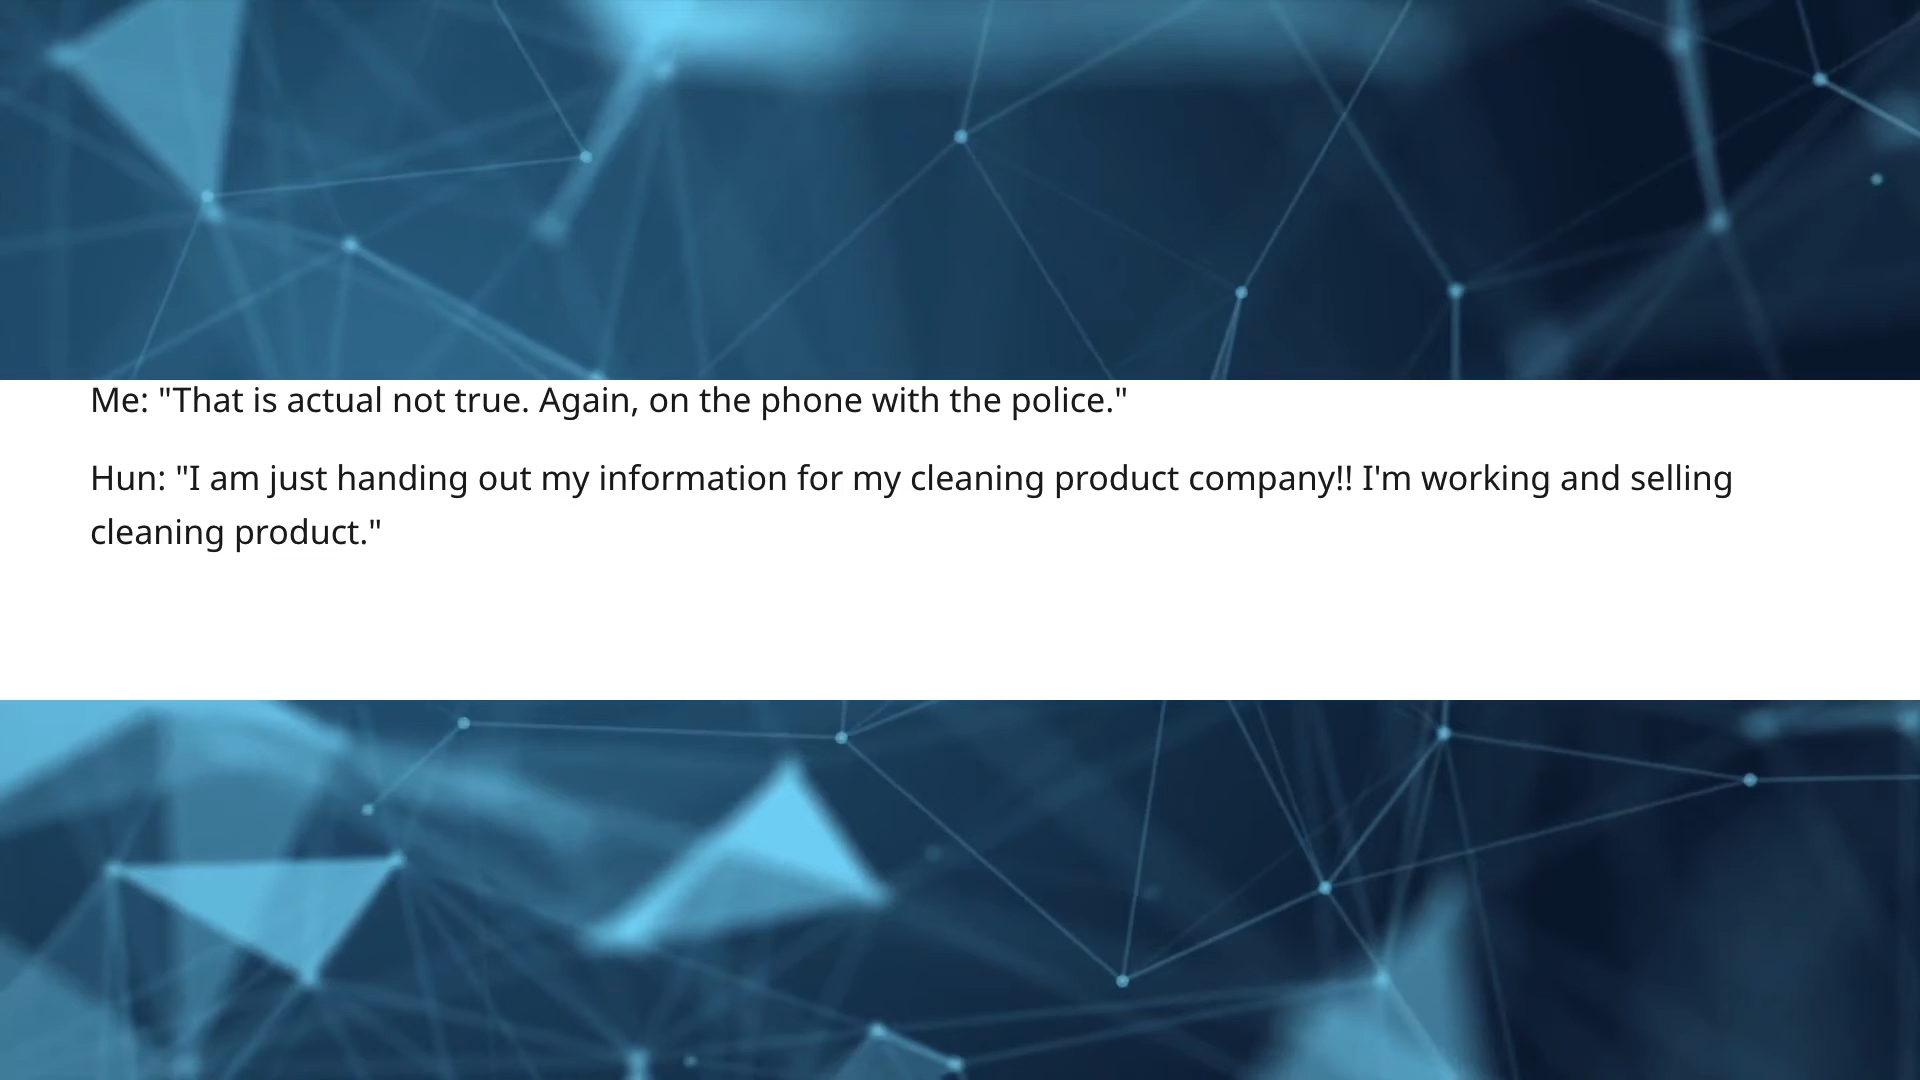 Me: "That is actual not true. Again, on the phone with the police."
Hun: "I am just handing out my information for my cleaning product company!! I'm working and selling
cleaning product."